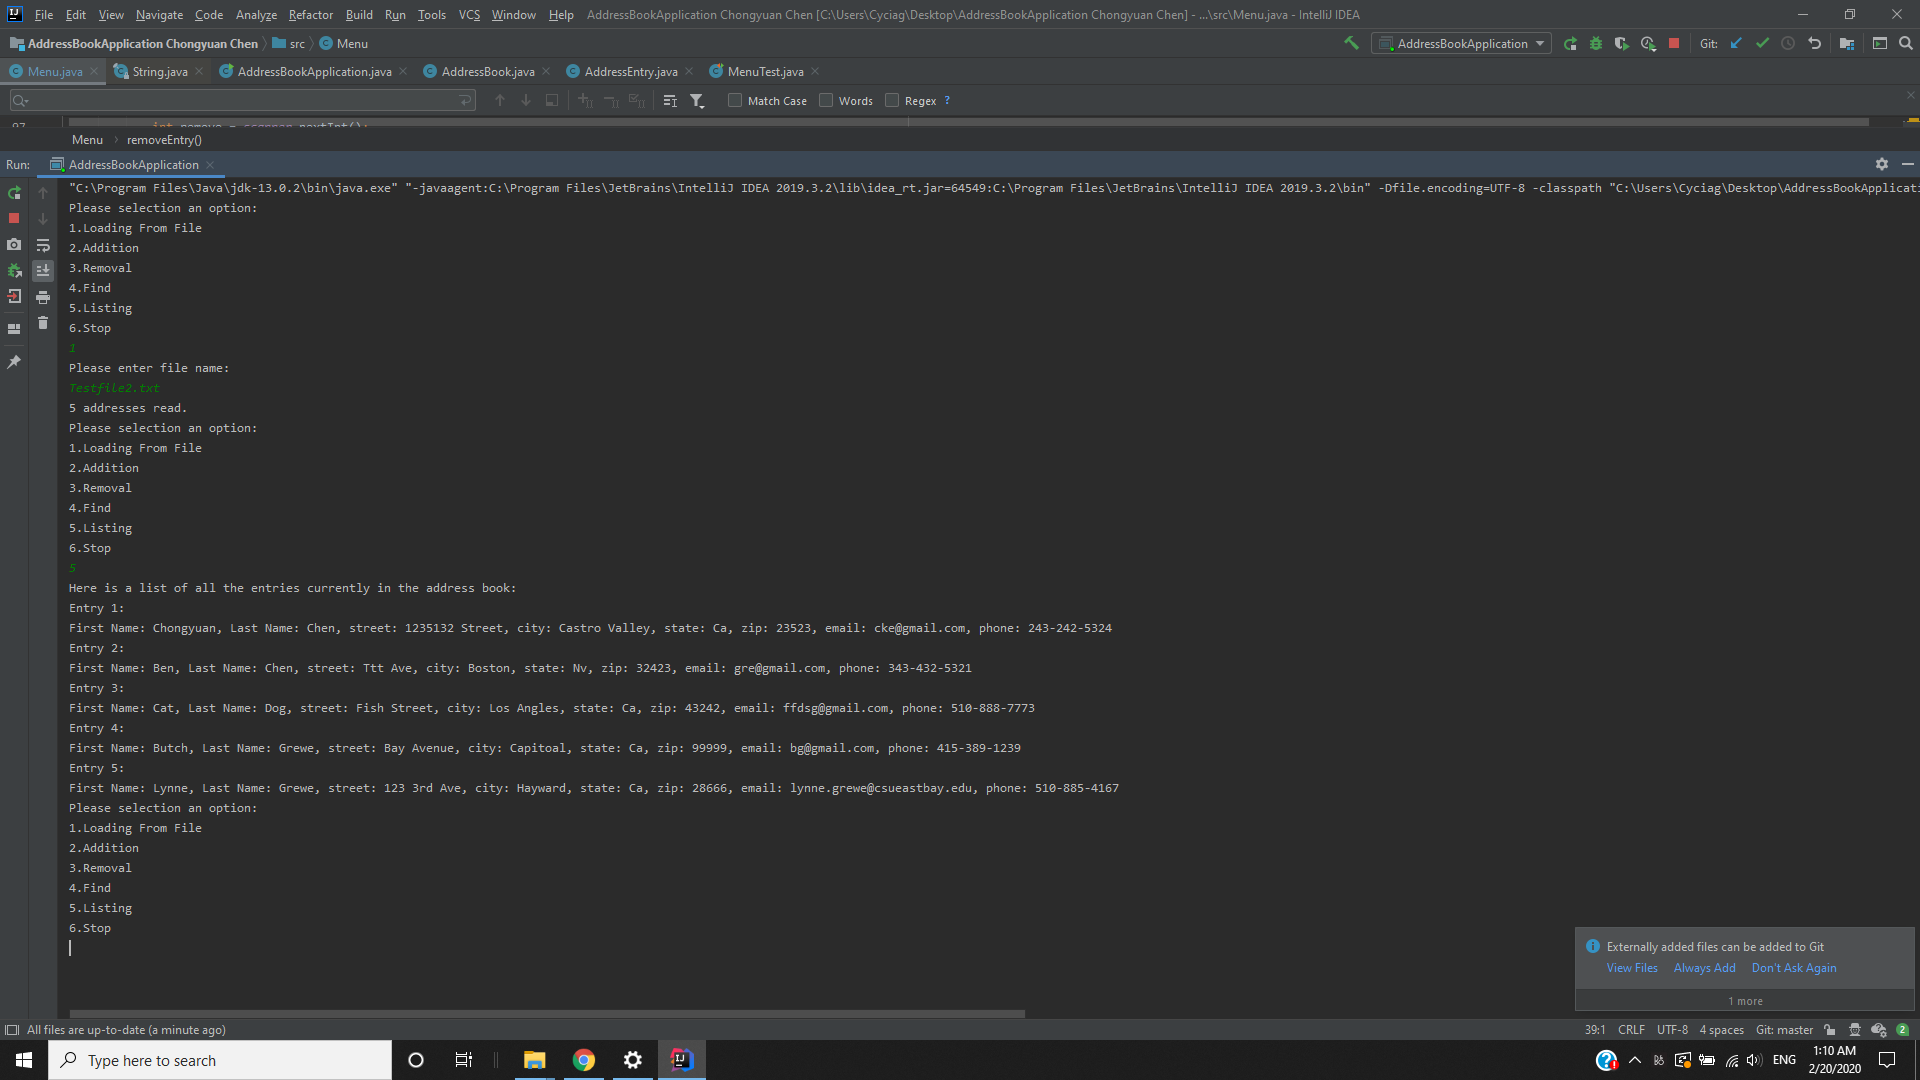 File Edit View Navigate Code Analyze Refactor Build Run Tools VCS Window Help AddressBookApplication Chongyuan Chen [C:\Users\Cyciag\Desktop\AddressBookApplication Chongyuan Chen] - ...\src\Menu.java - IntelliJ IDEA
AddressBookApplication Chongyuan Chen src Menu AddressBookApplication Git:
Menu.java String.java AddressBookApplication.java AddressBook.java AddressEntry.java MenuTest.java
Match Case Words Regex ?
Menu removeEntry()
Run: AddressBookApplication
"C:\Program Files\Java\jdk-13.0.2\bin\java.exe" "-javaagent:C:\Program Files\JetBrains\IntelliJ IDEA 2019.3.2\lib\idea_rt.jar=64549:C:\Program Files\JetBrains\IntelliJ IDEA 2019.3.2\bin" -Dfile.encoding=UTF-8 -classpath "C:\Users\Cyciag\Desktop\AddressBookApplicati
Please selection an option:
1.Loading From File
2.Addition
3.Removal
4.Find
5.Listing
6.Stop
1
Please enter file name:
Testfile2.txt
5 addresses read.
Please selection an option:
1.Loading From File
2.Addition
3.Removal
4.Find
5.Listing
6.Stop
5
Here is a list of all the entries currently in the address book:
Entry 1:
First Name: Chongyuan, Last Name: Chen, street: 1235132 Street, city: Castro Valley, state: Ca, zip: 23523, email: cke@gmail.com, phone: 243-242-5324
Entry 2:
First Name: Ben, Last Name: Chen, street: Ttt Ave, city: Boston, state: Nv, zip: 32423, email: gre@gmail.com, phone: 343-432-5321
Entry 3:
First Name: Cat, Last Name: Dog, street: Fish Street, city: Los Angles, state: Ca, zip: 43242, email: ffdsg@gmail.com, phone: 510-888-7773
Entry 4:
First Name: Butch, Last Name: Grewe, street: Bay Avenue, city: Capitoal, state: Ca, zip: 99999, email: bg@gmail.com, phone: 415-389-1239
Entry 5:
First Name: Lynne, Last Name: Grewe, street: 123 3rd Ave, city: Hayward, state: Ca, zip: 28666, email: lynne.grewe@csueastbay.edu, phone: 510-885-4167
Please selection an option:
1.Loading From File
2.Addition
3.Removal
4.Find
5.Listing
6.Stop
Externally added files can be added to Git
View Files Always Add Don't Ask Again
1 more
All files are up-to-date (a minute ago) 39:1 CRLF UTF-8 4 spaces Git: master 2
Type here to search ENG 1:10 AM
2/20/2020